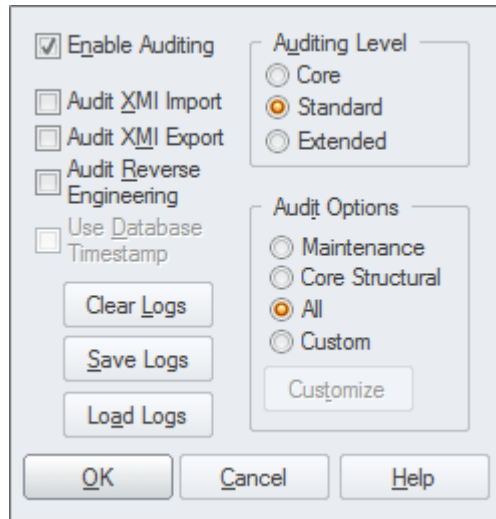 Enable Auditing
Audit XMI Import
Audit XMI Export
Audit Reverse
Engineering
Use Database
Timestamp
Clear Logs
Save Logs
Load Logs
Auditing Level
Core
Standard
Extended
Audit Options
Maintenance
Core Structural
All
Custom
Customize
OK
Cancel
Help